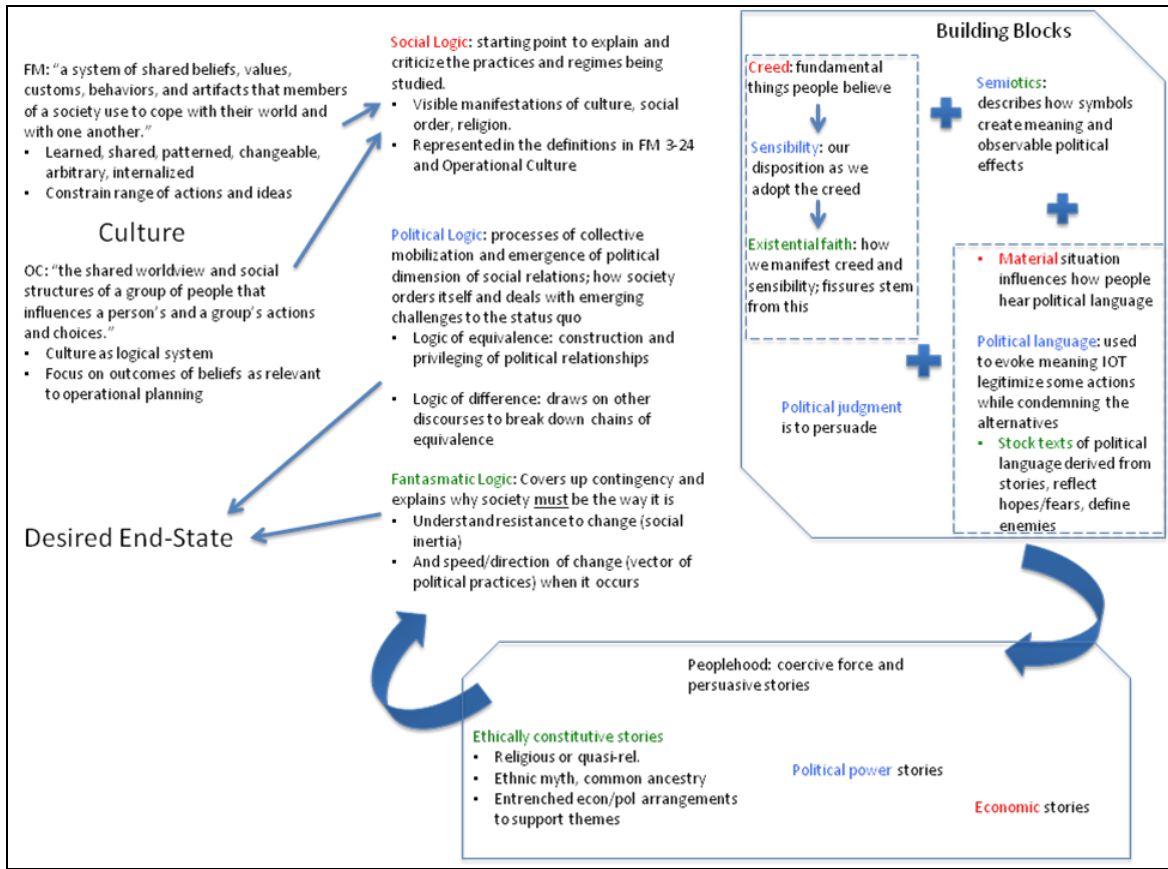 FM: "a system of shared beliefs, values,
customs, behaviors, and artifacts that members
of a society use to cope with their world and
with one another."
• Learned, shared, patterned, changeable,
arbitrary, internalized
• Constrain range of actions and ideas
Culture
OC: "the shared worldview and social
structures of a group of people that
influences a person's and a group's actions
and choices."
• Culture as logical system
• Focus on outcomes of beliefs as relevant
to operational planning
Desired End-State
Social Logic: starting point to explain and
criticize the practices and regimes being
studied.
• Visible manifestations of culture, social
order, religion.
• Represented in the definitions in FM 3-24
and Operational Culture
Political Logic: processes of collective
mobilization and emergence of political
dimension of social relations; how society
orders itself and deals with emerging
challenges to the status quo
• Logic of equivalence: construction and
privileging of political relationships
• Logic of difference: draws on other
discourses to break down chains of
equivalence
Fantasmatic Logic: Covers up contingency and
explains why society must be the way it is
• Understand resistance to change (social
inertia)
• And speed/direction of change (vector of
political practices) when it occurs
Building Blocks
Creed: fundamental
things people believe
Sensibility: our
disposition as we
adopt the creed
Existential faith: how
we manifest creed and
sensibility; fissures stem
from this
Semiotics:
describes how symbols
create meaning and
observable political
effects
• Material situation
influences how people
hear political language
Political language: used
to evoke meaning IOT
legitimize some actions
while condemning the
alternatives
• Stock texts of political
language derived from
stories, reflect
hopes/fears, define
enemies
Political judgment
is to persuade
Peoplehood: coercive force and
persuasive stories
Ethically constitutive stories
• Religious or quasi-rel.
• Ethnic myth, common ancestry
• Entrenched econ/pol arrangements
to support themes
Political power stories
Economic stories